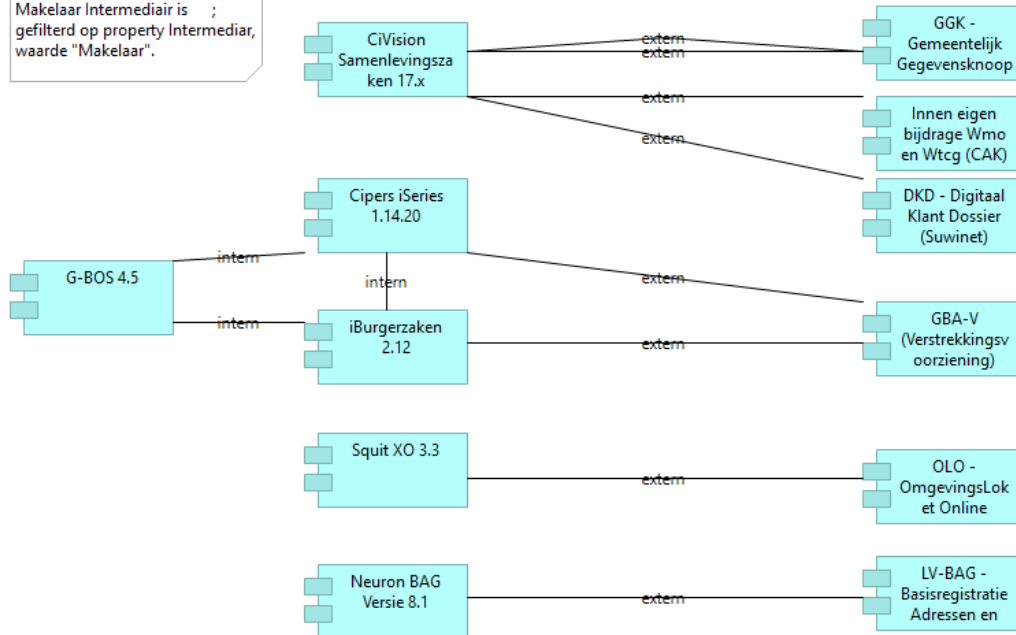 Makelaar Intermediair is ;
gefilterd op property Intermediar,
waarde "Makelaar".
CiVision
Samenlevingsza
ken 17.x
extern
extern
GGK -
Gemeentelijk
Gegevensknoop
extern
Innen eigen
bijdrage Wmo
en Wtcg (CAK)
extern
DKD - Digitaal
Klant Dossier
(Suwinet)
Cipers iSeries
1.14.20
intern
G-BOS 4.5
intern
extern
intern
iBurgerzaken
2.12
extern
GBA-V
(Verstrekkingsv
oorziening)
Squit XO 3.3
extern
OLO -
OmgevingsLok
et Online
Neuron BAG
Versie 8.1
extern
LV-BAG -
Basisregistratie
Adressen en